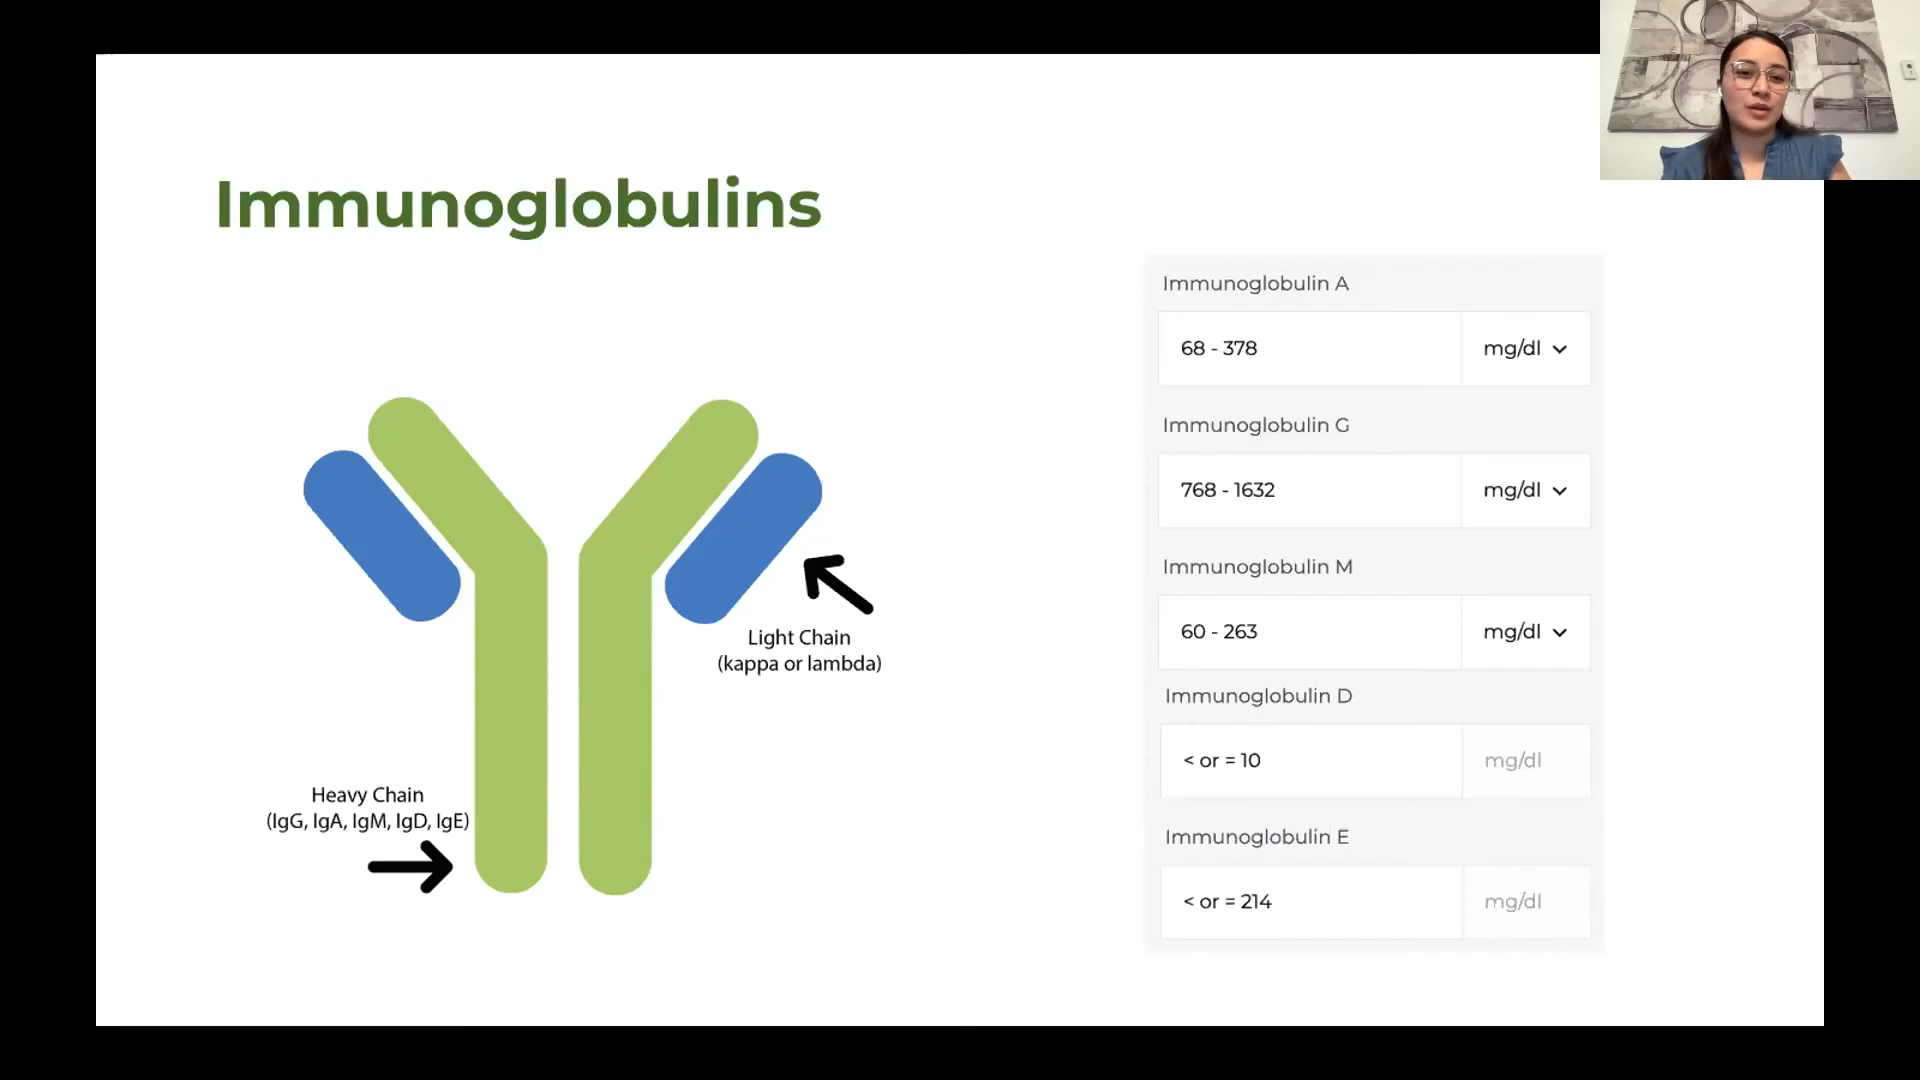 Immunoglobulins
Light Chain
(kappa or lambda)
Heavy Chain
(IgG, IgA, IgM, IgD, IgE)
Immunoglobulin A
68 - 378 mg/dl
Immunoglobulin G
768 - 1632 mg/dl
Immunoglobulin M
60 - 263 mg/dl
Immunoglobulin D
< or = 10 mg/dl
Immunoglobulin E
< or = 214 mg/dl